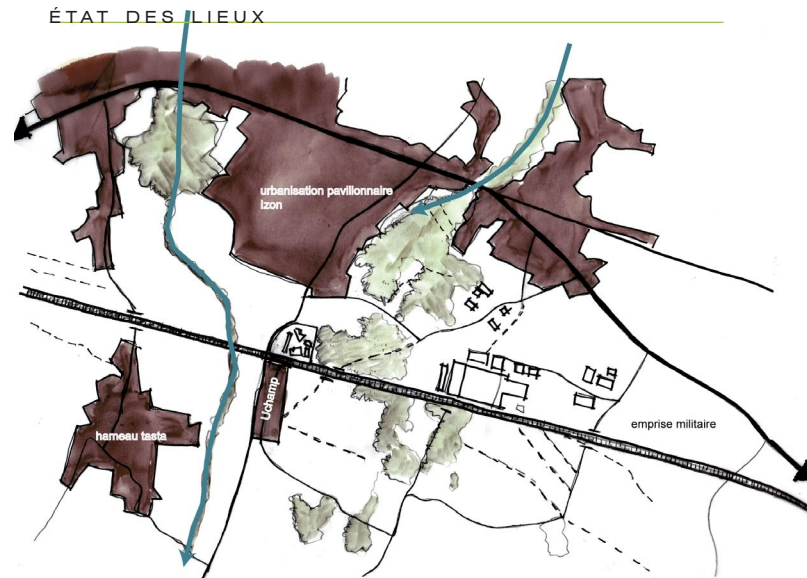 ÉTAT DES LIEUX
urbanisation pavillonnaire
Izon
Uchamp
hameau tasta
emprise militaire